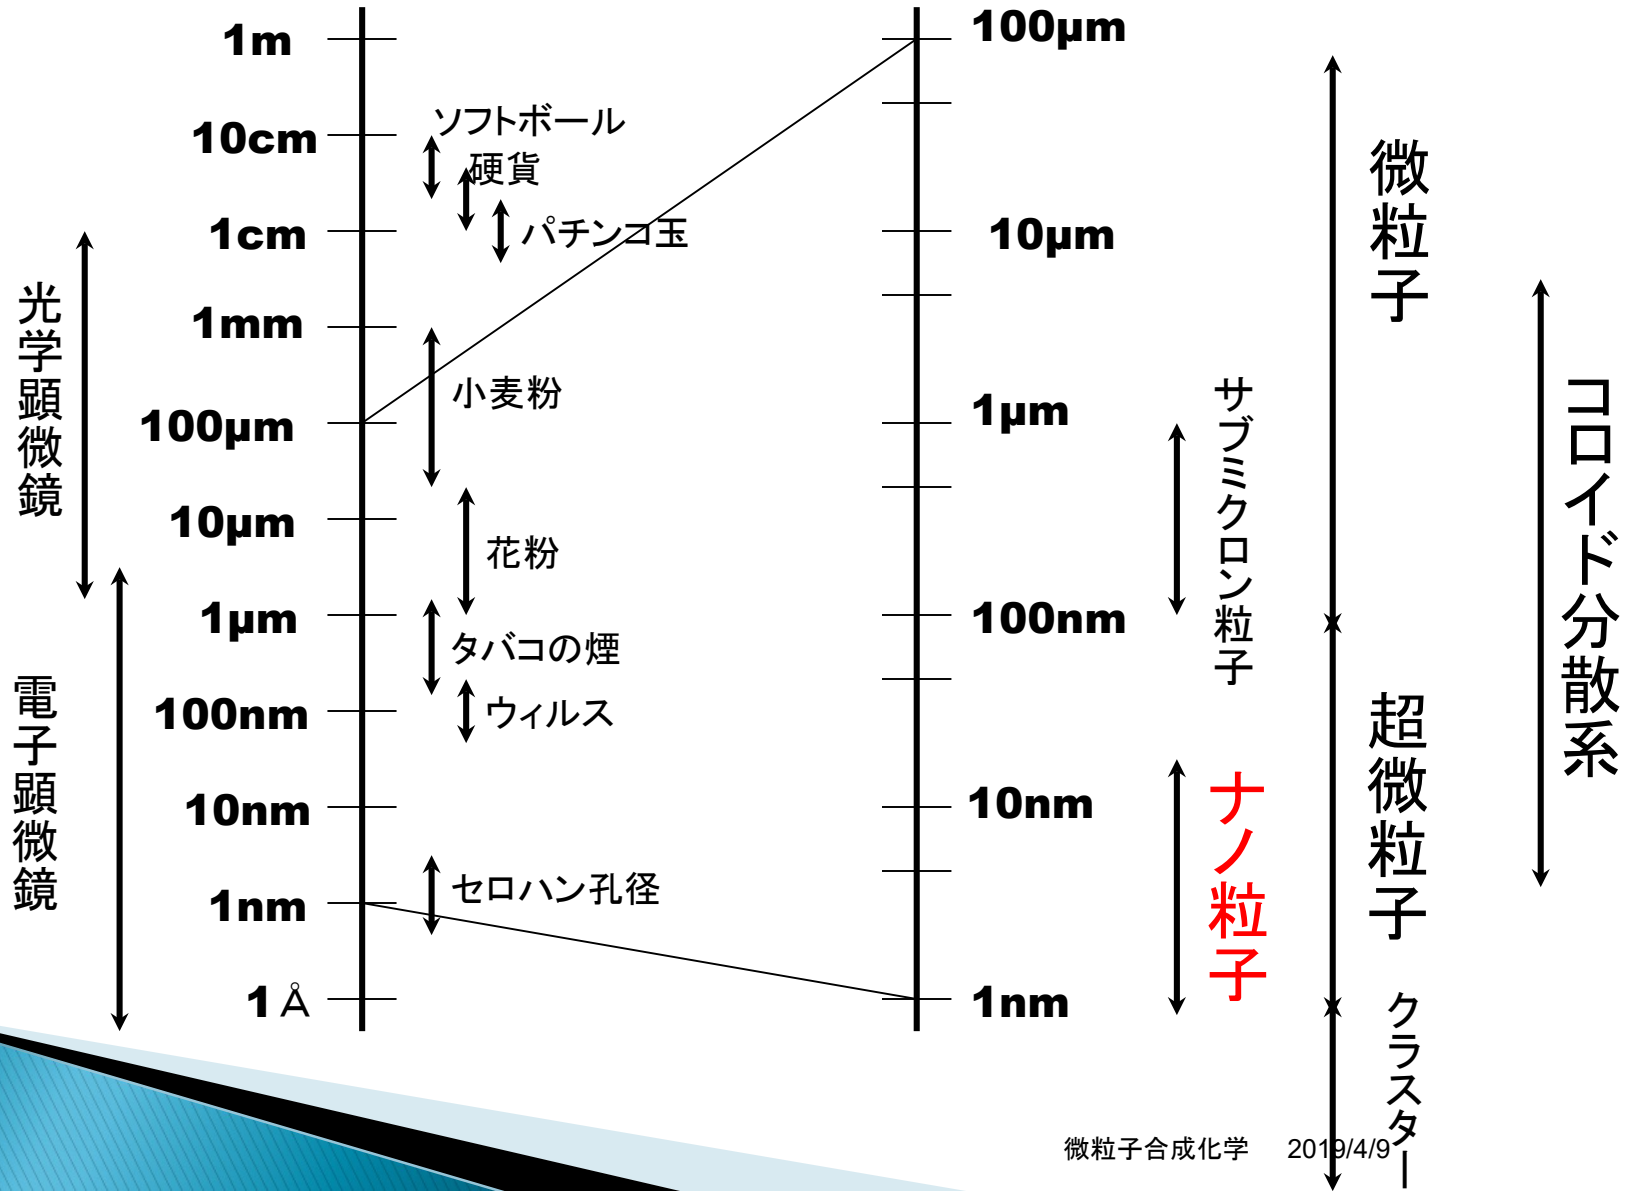 光学顕微鏡
電子顕微鏡
1m
10cm
1cm
1mm
100µm
10µm
1µm
100nm
10nm
1nm
1Å
ソフトボール
硬貨
パチンコ玉
小麦粉
花粉
タバコの煙
ウィルス
セロハン孔径
100µm
10µm
1µm
100nm
10nm
1nm
サブミクロン粒子
ナノ粒子
微粒子
超微粒子
クラスター
コロイド分散系
微粒子合成化学 2019/4/9